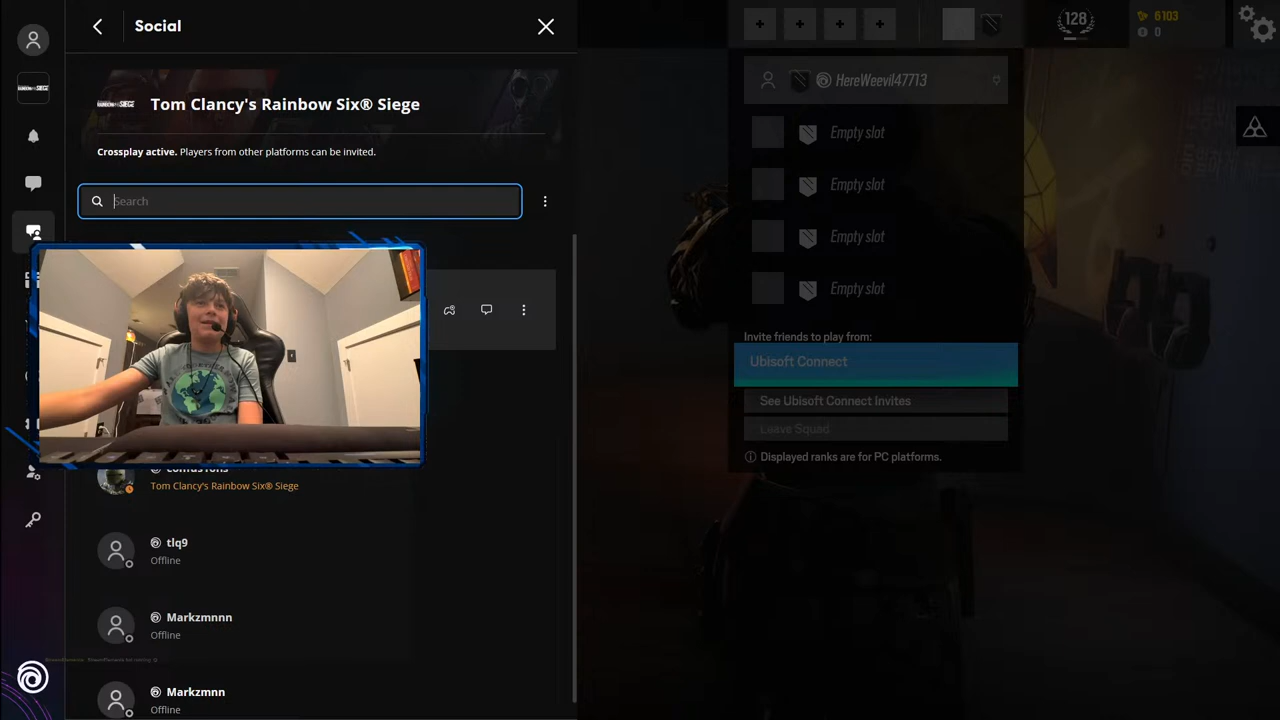 Social
128
6103
0
RAINBOWSIX SIEGE
Tom Clancy's Rainbow Six® Siege
Crossplay active. Players from other platforms can be invited.
Search
HereWeevil47713
Empty slot
Empty slot
Empty slot
Empty slot
Invite friends to play from:
Ubisoft Connect
See Ubisoft Connect Invites
Leave Squad
Displayed ranks are for PC platforms.
Tom Clancy's Rainbow Six® Siege
tlq9
Offline
Markzmnnn
Offline
Markzmnn
Offline